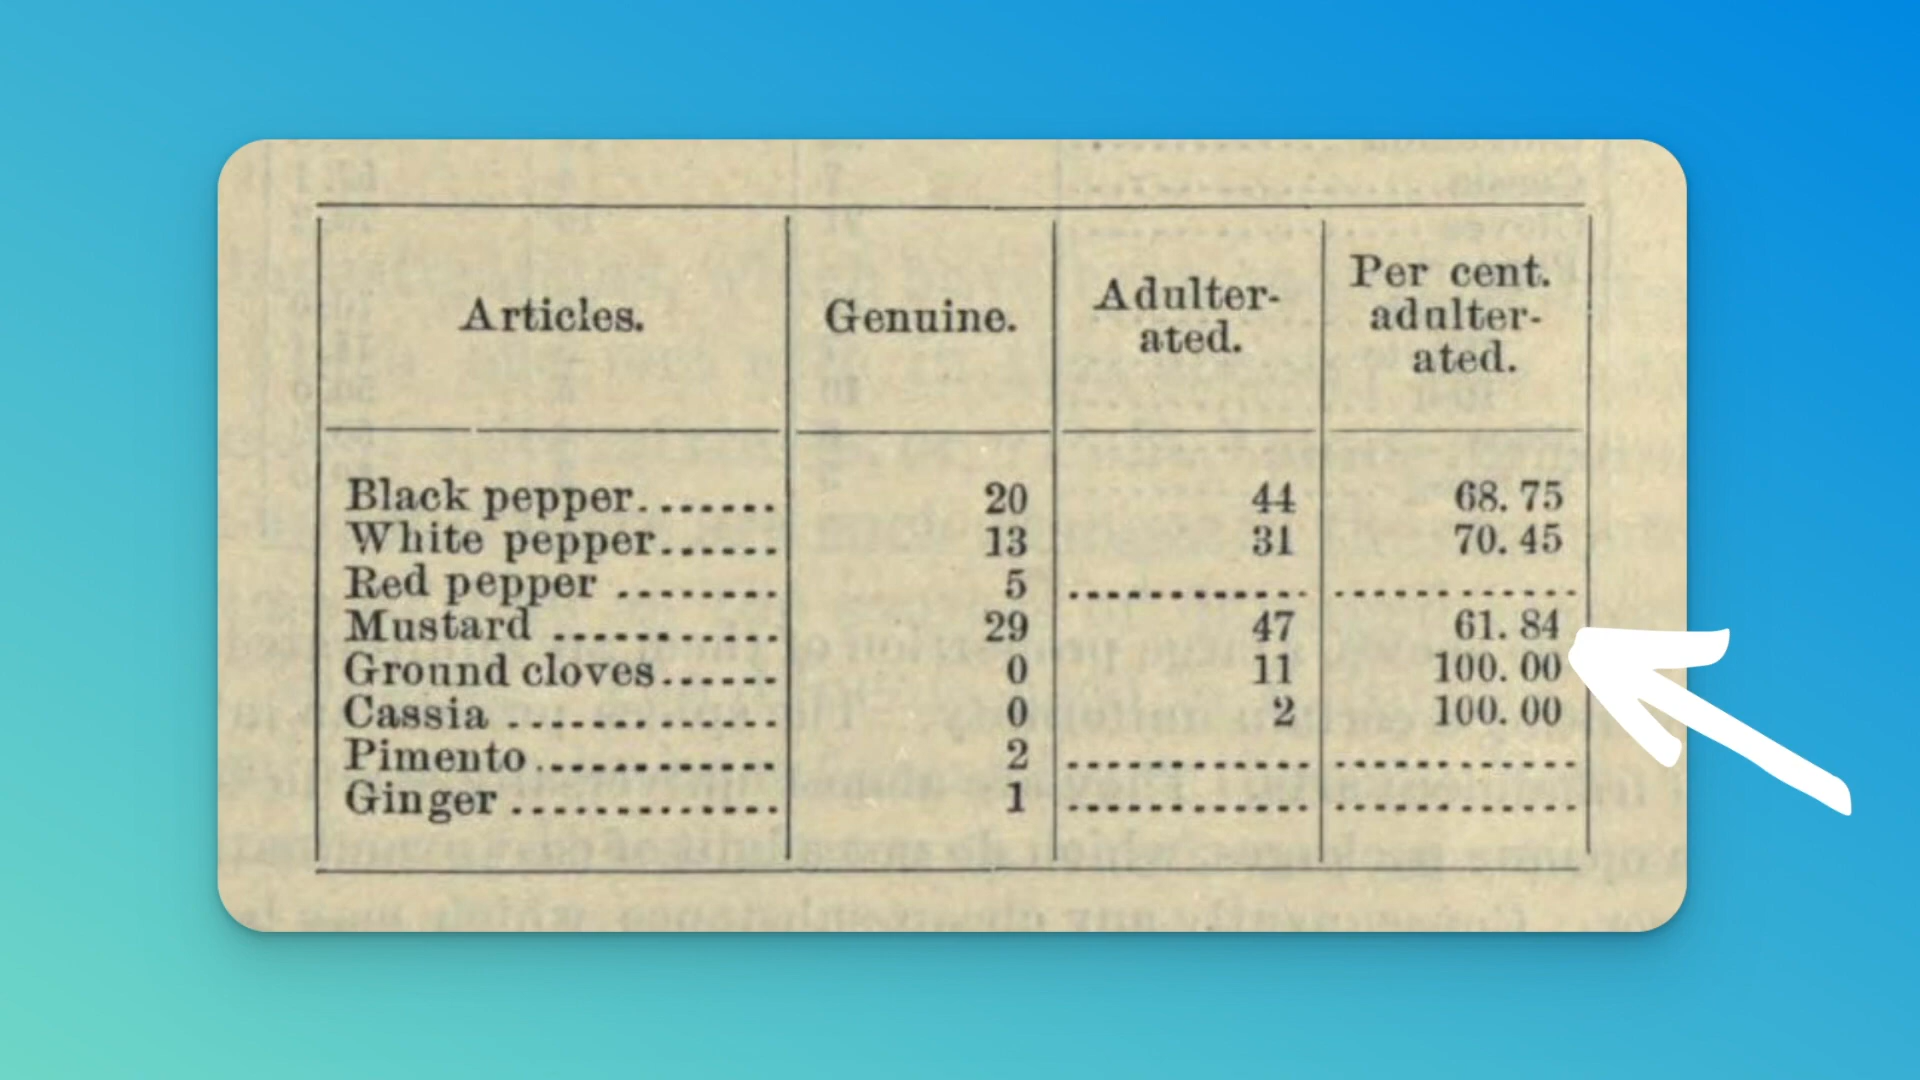 Articles. Genuine. Adulter-
ated. Per cent.
adulter-
ated.
Black pepper....... 20 44 68.75
White pepper...... 13 31 70.45
Red pepper ........ 5 ............ ............
Mustard ........... 29 47 61.84
Ground cloves...... 0 11 100.00
Cassia ............. 0 2 100.00
Pimento ............ 2 ............ ............
Ginger ............. 1 ............ ............